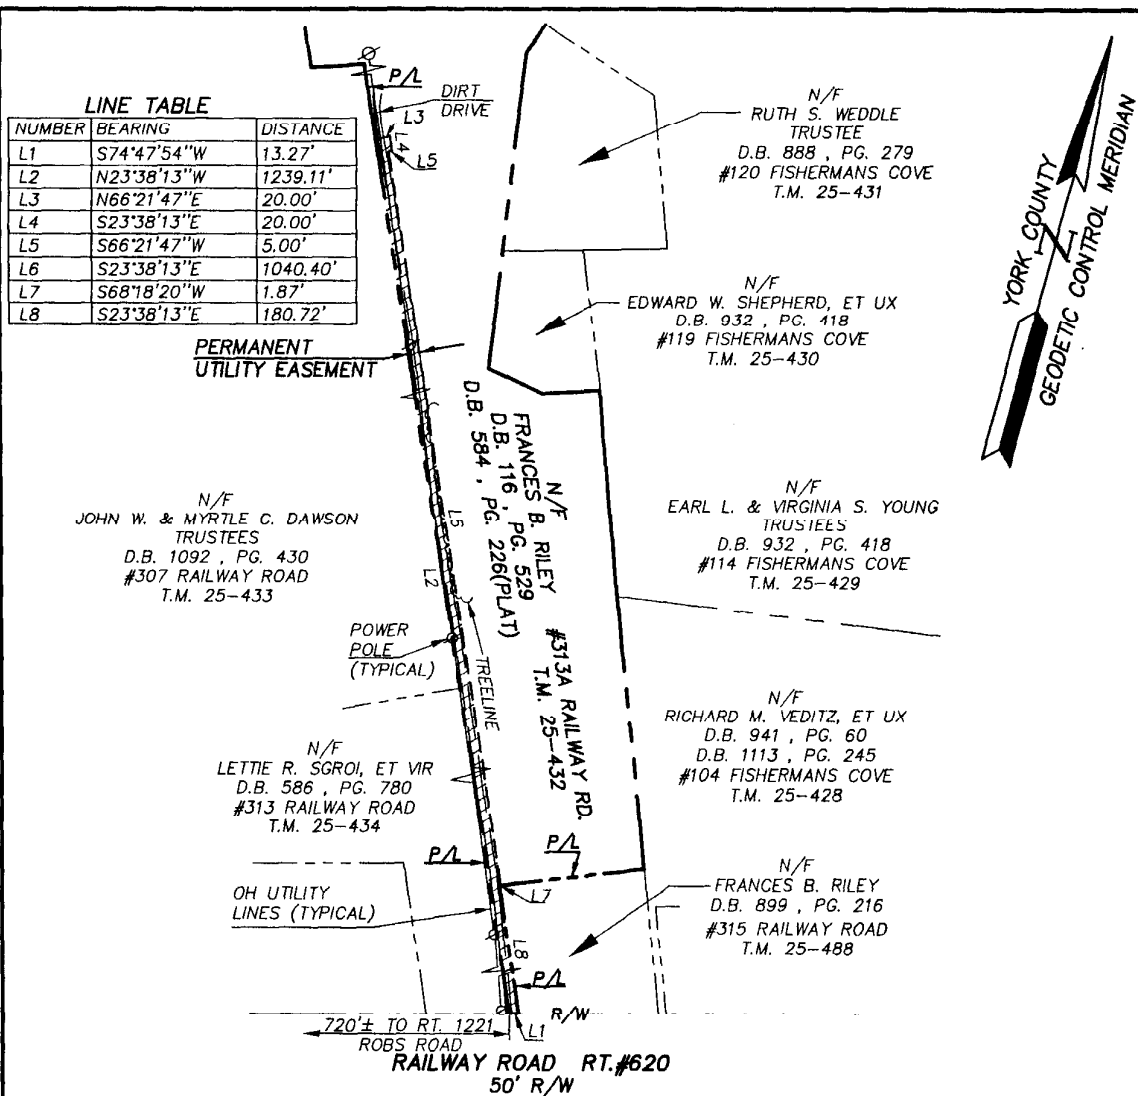 LINE TABLE
NUMBER BEARING DISTANCE
L1 S74°47'54"W 13.27'
L2 N23°38'13"W 1239.11'
L3 N66°21'47"E 20.00'
L4 S23°38'13"E 20.00'
L5 S66°21'47"W 5.00'
L6 S23°38'13"E 1040.40'
L7 S68°18'20"W 1.87'
L8 S23°38'13"E 180.72'
P/L
DIRT
DRIVE
L3
L4
L5
N/F
RUTH S. WEDDLE
TRUSTEE
D.B. 888 , PG. 279
#120 FISHERMANS COVE
T.M. 25-431
YORK COUNTY
GEODETIC CONTROL MERIDIAN
N
N/F
EDWARD W. SHEPHERD, ET UX
D.B. 932 , PG. 418
#119 FISHERMANS COVE
T.M. 25-430
PERMANENT
UTILITY EASEMENT
N/F
FRANCES B. RILEY
D.B. 116 , PG. 529
D.B. 584 , PG. 226(PLAT)
#313A RAILWAY RD.
T.M. 25-432
N/F
JOHN W. & MYRTLE C. DAWSON
TRUSTEES
D.B. 1092 , PG. 430
#307 RAILWAY ROAD
T.M. 25-433
L5
L2
N/F
EARL L. & VIRGINIA S. YOUNG
TRUSTEES
D.B. 932 , PG. 418
#114 FISHERMANS COVE
T.M. 25-429
POWER
POLE
(TYPICAL)
TREELINE
N/F
RICHARD M. VEDITZ, ET UX
D.B. 941 , PG. 60
D.B. 1113 , PG. 245
#104 FISHERMANS COVE
T.M. 25-428
N/F
LETTIE R. SGROI, ET VIR
D.B. 586 , PG. 780
#313 RAILWAY ROAD
T.M. 25-434
P/L
P/L
L7
OH UTILITY
LINES (TYPICAL)
N/F
FRANCES B. RILEY
D.B. 899 , PG. 216
#315 RAILWAY ROAD
T.M. 25-488
L8
P/L
R/W
L1
720'± TO RT. 1221
ROBS ROAD
RAILWAY ROAD RT.#620
50' R/W